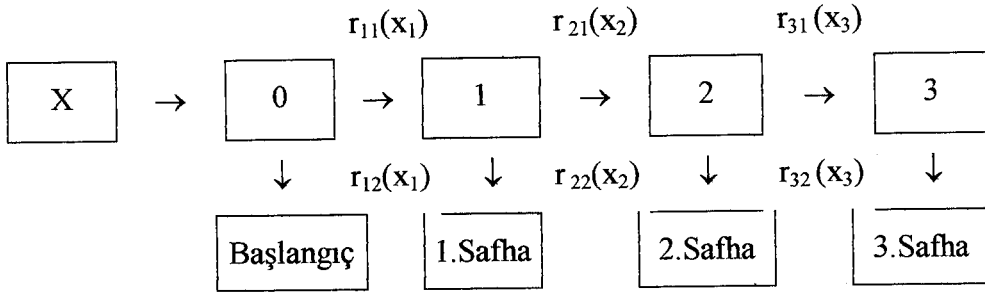 r₁₁(x₁) r₂₁(x₂) r₃₁(x₃)
X → 0 → 1 → 2 → 3
↓ r₁₂(x₁) ↓ r₂₂(x₂) ↓ r₃₂(x₃) ↓
Başlangıç 1.Safha 2.Safha 3.Safha